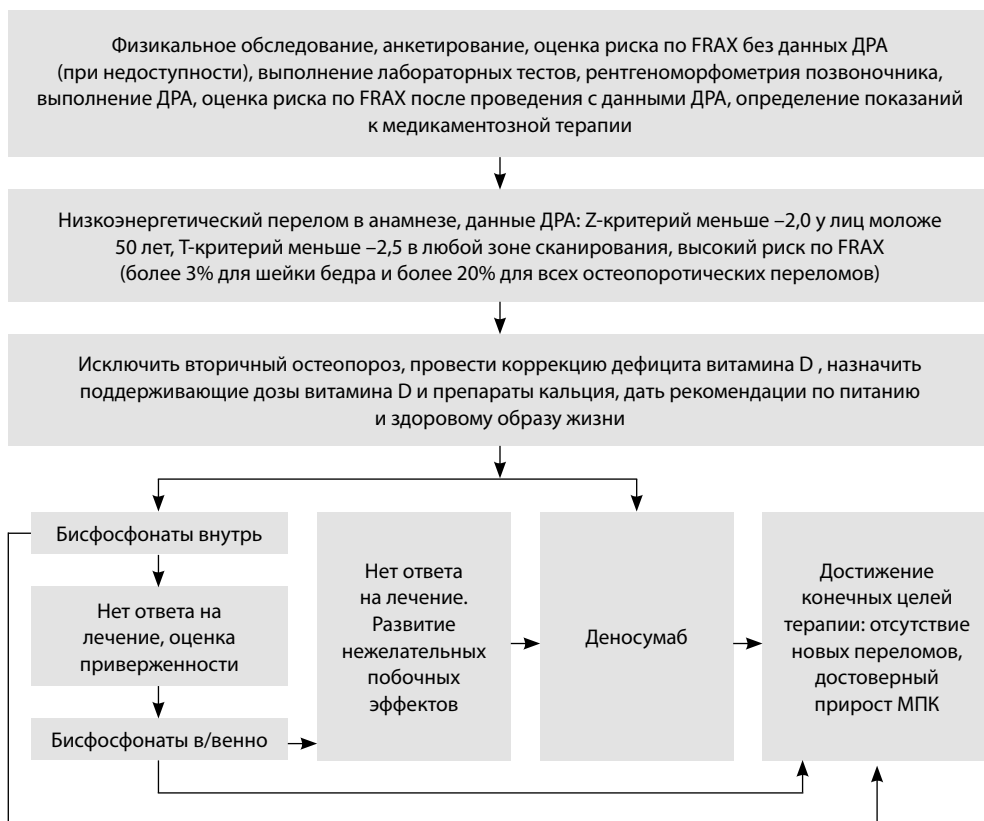 Физикальное обследование, анкетирование, оценка риска по FRAX без данных ДРА
(при недоступности), выполнение лабораторных тестов, рентгеноморфометрия позвоночника,
выполнение ДРА, оценка риска по FRAX после проведения с данными ДРА, определение показаний
к медикаментозной терапии
Низкоэнергетический перелом в анамнезе, данные ДРА: Z-критерий меньше –2,0 у лиц моложе
50 лет, Т-критерий меньше –2,5 в любой зоне сканирования, высокий риск по FRAX
(более 3% для шейки бедра и более 20% для всех остеопоротических переломов)
Исключить вторичный остеопороз, провести коррекцию дефицита витамина D , назначить
поддерживающие дозы витамина D и препараты кальция, дать рекомендации по питанию
и здоровому образу жизни
Бисфосфонаты внутрь
Нет ответа на
лечение, оценка
приверженности
Бисфосфонаты в/венно
Нет ответа
на лечение.
Развитие
нежелательных
побочных
эффектов
Деносумаб
Достижение
конечных целей
терапии: отсутствие
новых переломов,
достоверный
прирост МПК